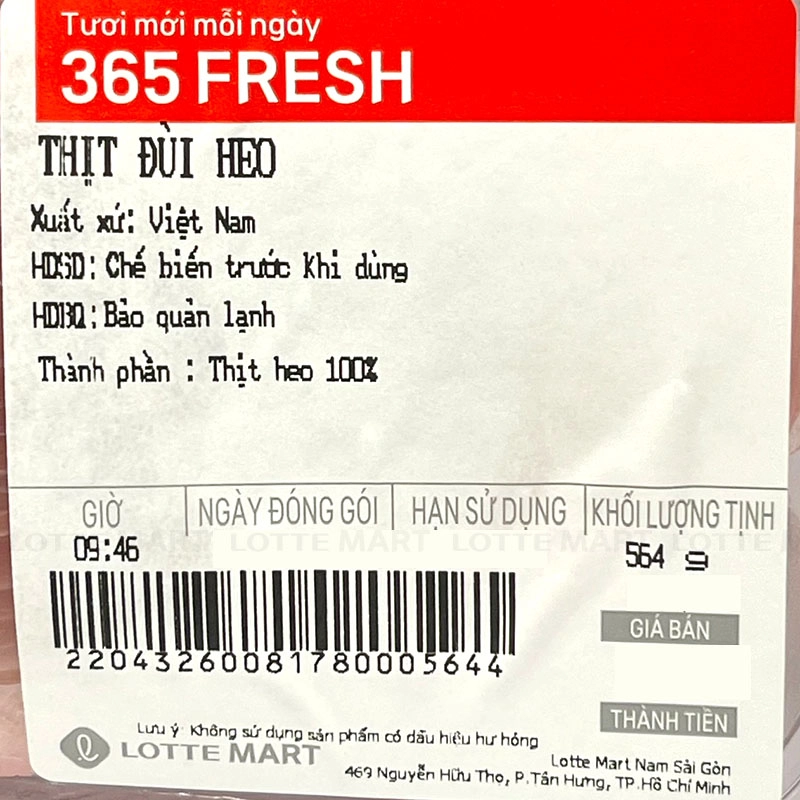 Tươi mới mỗi ngày
365 FRESH
THỊT ĐÙI HEO
Xuất xứ: Việt Nam
HDSD: Chế biến trước Khi dùng
HDBQ: Bảo quản lạnh
Thành phần : Thịt heo 100%
GIỜ NGÀY ĐÓNG GÓI HẠN SỬ DỤNG KHỐI LƯỢNG TỊNH
LOTTE MART LOTTE MART LOTTE MART
09:46 564 g
GIÁ BÁN
22043260081780005644
THÀNH TIỀN
Lưu ý: Không sử dụng sản phẩm có dấu hiệu hư hỏng
LOTTE MART
Lotte Mart Nam Sài Gòn
469 Nguyễn Hữu Thọ, P.Tân Hưng, TP.Hồ Chí Minh